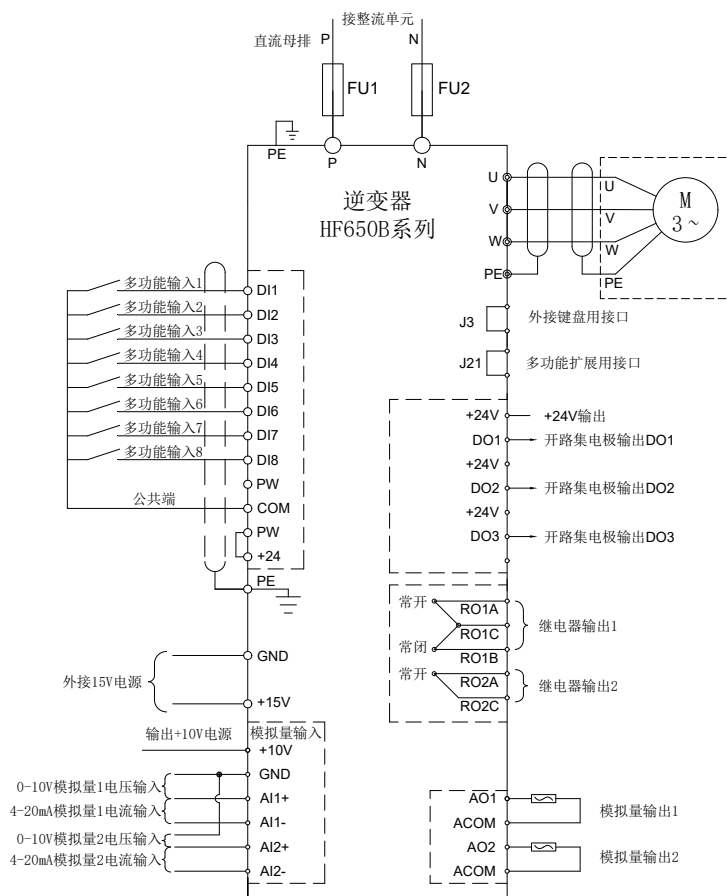 接整流单元
直流母排
P
N
FU1
FU2
PE
P
N
逆变器
HF650B系列
U
V
W
PE
U
V
W
PE
M
3~
J3
外接键盘用接口
J21
多功能扩展用接口
多功能输入1
DI1
多功能输入2
DI2
多功能输入3
DI3
多功能输入4
DI4
多功能输入5
DI5
多功能输入6
DI6
多功能输入7
DI7
多功能输入8
DI8
PW
公共端
COM
PW
+24
PE
+24V
+24V输出
DO1
开路集电极输出DO1
+24V
DO2
开路集电极输出DO2
+24V
DO3
开路集电极输出DO3
常开
RO1A
RO1C
常闭
RO1B
继电器输出1
常开
RO2A
RO2C
继电器输出2
外接15V电源
GND
+15V
输出+10V电源
模拟量输入
+10V
GND
0-10V模拟量1电压输入
AI1+
4-20mA模拟量1电流输入
AI1-
0-10V模拟量2电压输入
AI2+
4-20mA模拟量2电流输入
AI2-
AO1
ACOM
模拟量输出1
AO2
ACOM
模拟量输出2